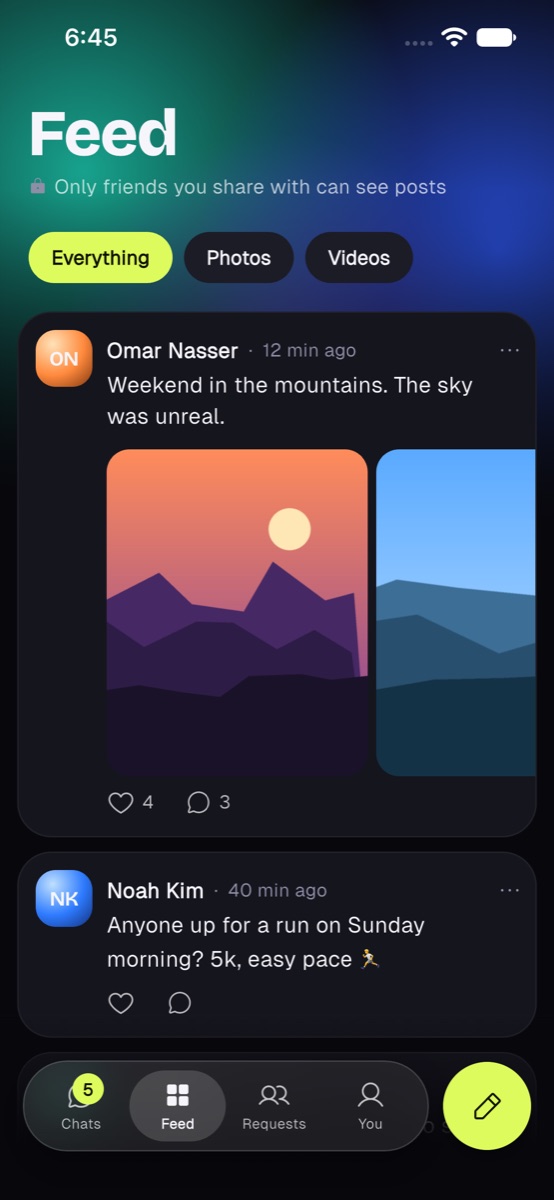 6:45
Feed
Only friends you share with can see posts
Everything
Photos
Videos
ON
Omar Nasser · 12 min ago
Weekend in the mountains. The sky
was unreal.
4
3
NK
Noah Kim · 40 min ago
Anyone up for a run on Sunday
morning? 5k, easy pace 🏃
5
Chats
Feed
Requests
You